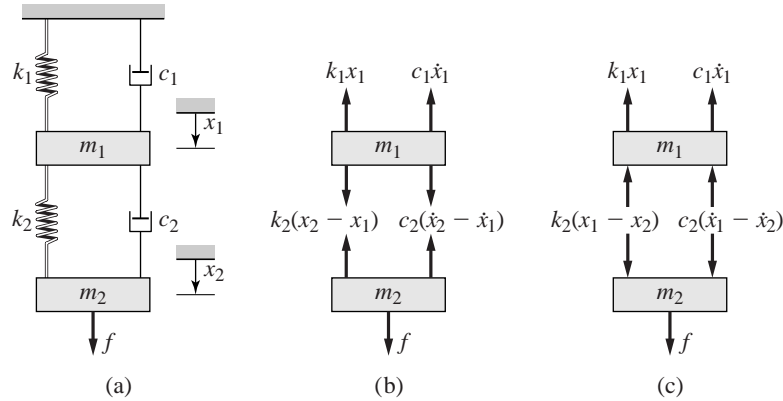 k₁
c₁
x₁
m₁
k₂
c₂
x₂
m₂
f
(a)
k₁x₁ c₁ẋ₁
m₁
k₂(x₂ − x₁) c₂(ẋ₂ − ẋ₁)
m₂
f
(b)
k₁x₁ c₁ẋ₁
m₁
k₂(x₁ − x₂) c₂(ẋ₁ − ẋ₂)
m₂
f
(c)